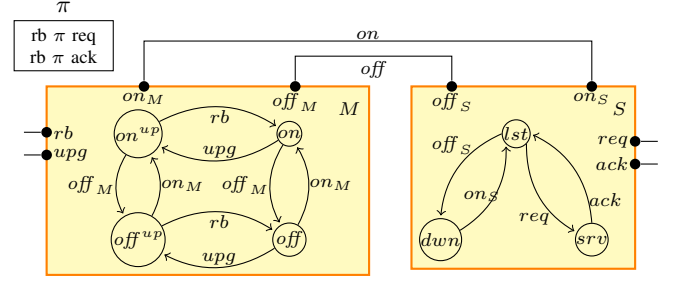 π
rb π req
rb π ack
on
off
on_M
off_M
M
off_S
on_S
S
rb
upg
on^up
rb
on
upg
off_M
on_M
off_M
on_M
off^up
rb
off
upg
lst
off_S
on_S
req
ack
dwn
srv
req
ack